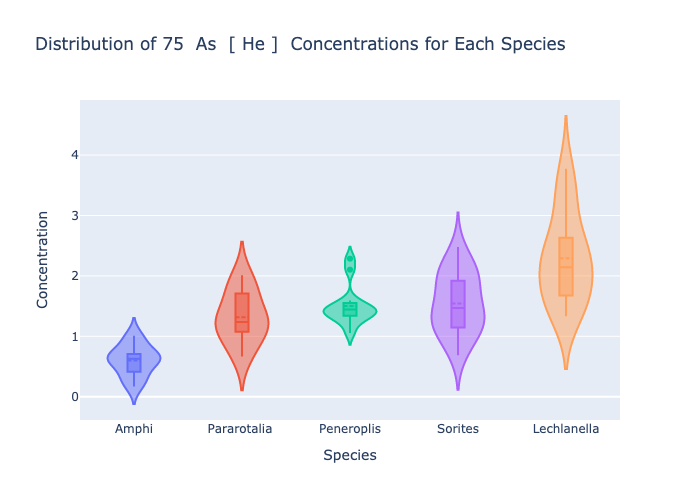 Distribution of 75  As  [ He ]  Concentrations for Each Species
Concentration
4
3
2
1
0
Amphi
Pararotalia
Peneroplis
Sorites
Lechlanella
Species